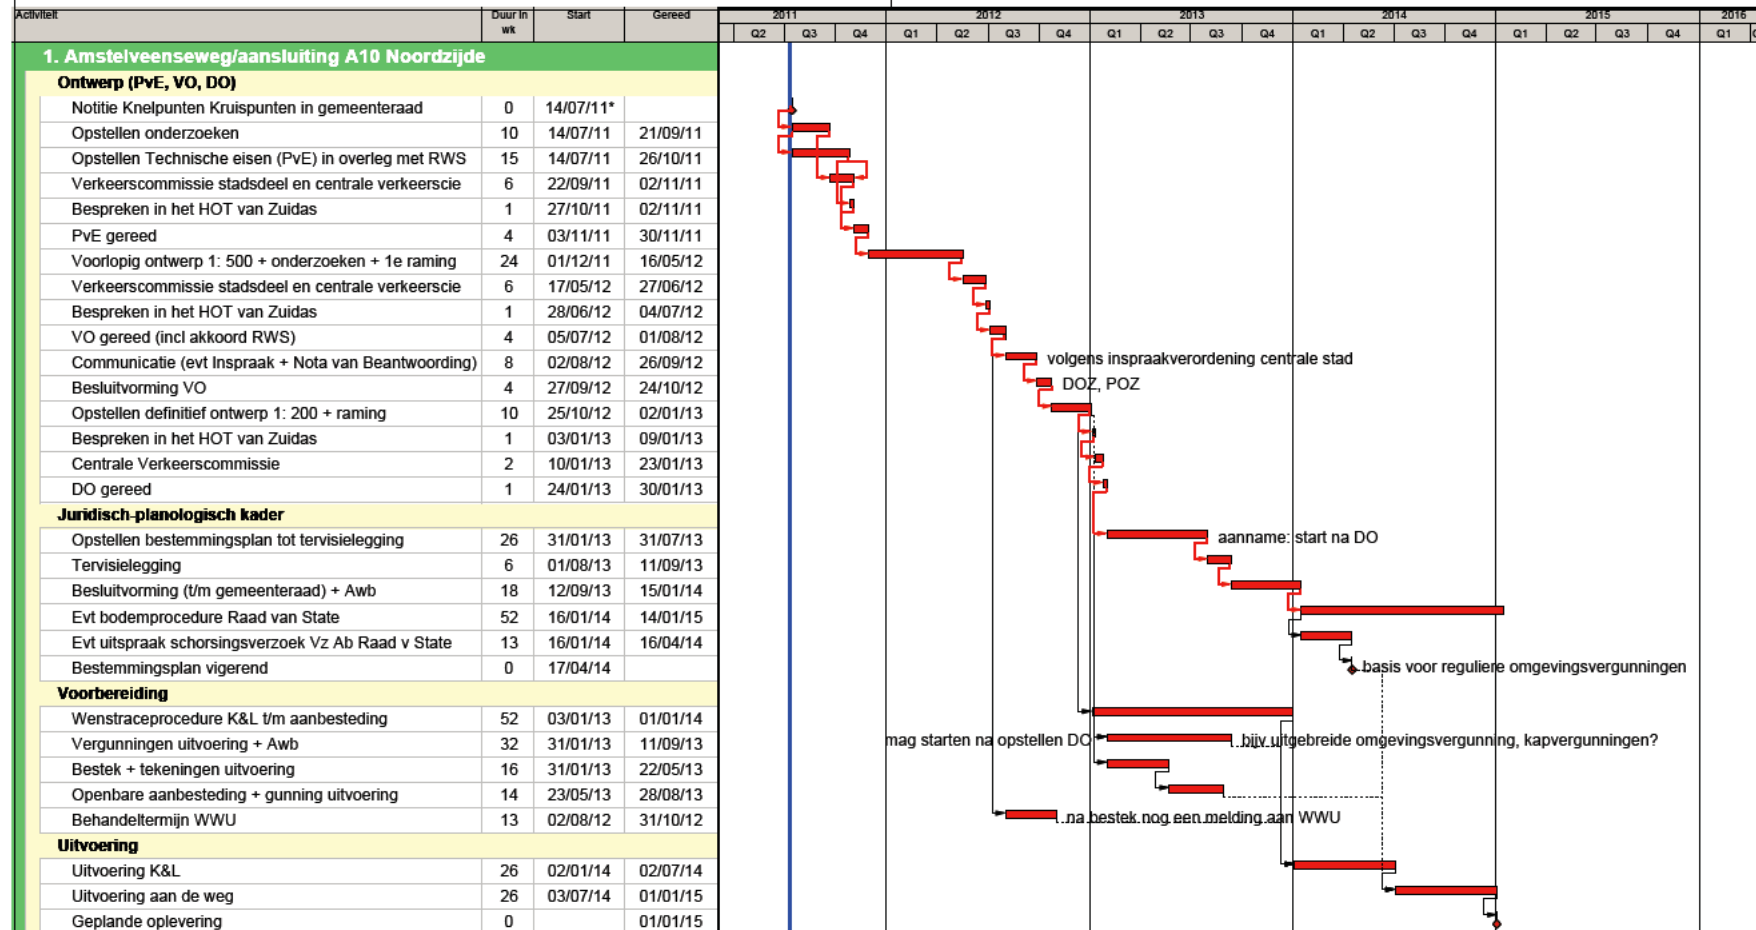 Activiteit Duur in wk Start Gereed 2011 2012 2013 2014 2015 2016
Q2 Q3 Q4 Q1 Q2 Q3 Q4 Q1 Q2 Q3 Q4 Q1 Q2 Q3 Q4 Q1 Q2 Q3 Q4 Q1
1. Amstelveenseweg/aansluiting A10 Noordzijde
Ontwerp (PvE, VO, DO)
Notitie Knelpunten Kruispunten in gemeenteraad 0 14/07/11*
Opstellen onderzoeken 10 14/07/11 21/09/11
Opstellen Technische eisen (PvE) in overleg met RWS 15 14/07/11 26/10/11
Verkeerscommissie stadsdeel en centrale verkeerscie 6 22/09/11 02/11/11
Bespreken in het HOT van Zuidas 1 27/10/11 02/11/11
PvE gereed 4 03/11/11 30/11/11
Voorlopig ontwerp 1: 500 + onderzoeken + 1e raming 24 01/12/11 16/05/12
Verkeerscommissie stadsdeel en centrale verkeerscie 6 17/05/12 27/06/12
Bespreken in het HOT van Zuidas 1 28/06/12 04/07/12
VO gereed (incl akkoord RWS) 4 05/07/12 01/08/12
Communicatie (evt Inspraak + Nota van Beantwoording) 8 02/08/12 26/09/12 volgens inspraakverordening centrale stad
Besluitvorming VO 4 27/09/12 24/10/12 DOZ, POZ
Opstellen definitief ontwerp 1: 200 + raming 10 25/10/12 02/01/13
Bespreken in het HOT van Zuidas 1 03/01/13 09/01/13
Centrale Verkeerscommissie 2 10/01/13 23/01/13
DO gereed 1 24/01/13 30/01/13
Juridisch-planologisch kader
Opstellen bestemmingsplan tot tervisielegging 26 31/01/13 31/07/13 aanname: start na DO
Tervisielegging 6 01/08/13 11/09/13
Besluitvorming (t/m gemeenteraad) + Awb 18 12/09/13 15/01/14
Evt bodemprocedure Raad van State 52 16/01/14 14/01/15
Evt uitspraak schorsingsverzoek Vz Ab Raad v State 13 16/01/14 16/04/14
Bestemmingsplan vigerend 0 17/04/14 basis voor reguliere omgevingsvergunningen
Voorbereiding
Wenstraceprocedure K&L t/m aanbesteding 52 03/01/13 01/01/14
Vergunningen uitvoering + Awb 32 31/01/13 11/09/13 mag starten na opstellen DO bijv uitgebreide omgevingsvergunning, kapvergunningen?
Bestek + tekeningen uitvoering 16 31/01/13 22/05/13
Openbare aanbesteding + gunning uitvoering 14 23/05/13 28/08/13
Behandeltermijn WWU 13 02/08/12 31/10/12 na bestek nog een melding aan WWU
Uitvoering
Uitvoering K&L 26 02/01/14 02/07/14
Uitvoering aan de weg 26 03/07/14 01/01/15
Geplande oplevering 0 01/01/15